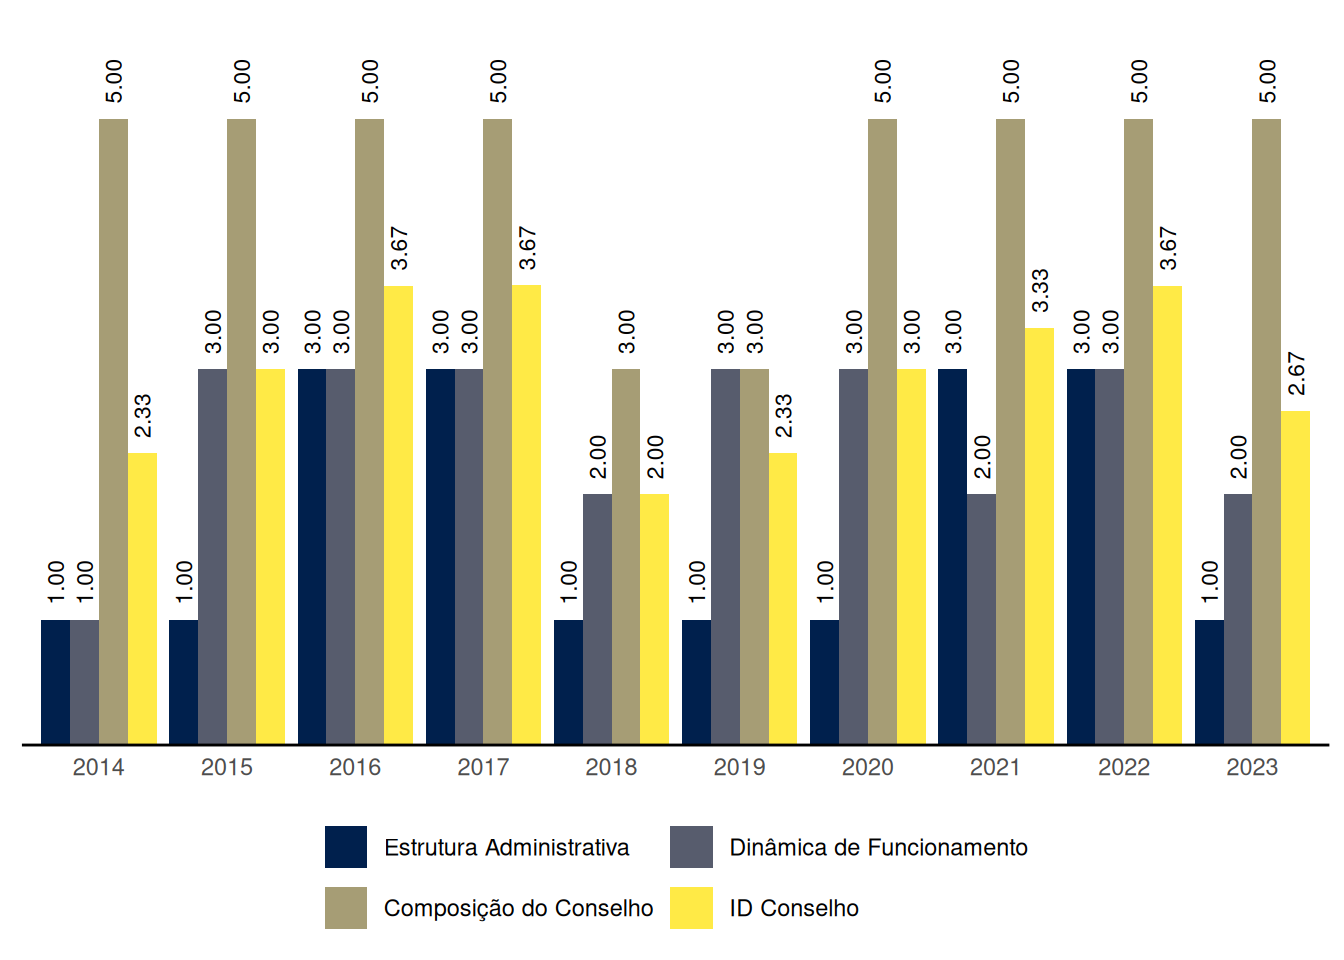 1.00 1.00 5.00 2.33
1.00 3.00 5.00 3.00
3.00 3.00 5.00 3.67
3.00 3.00 5.00 3.67
1.00 2.00 3.00 2.00
1.00 3.00 3.00 2.33
1.00 3.00 5.00 3.00
3.00 2.00 5.00 3.33
3.00 3.00 5.00 3.67
1.00 2.00 5.00 2.67
2014 2015 2016 2017 2018 2019 2020 2021 2022 2023
Estrutura Administrativa Dinâmica de Funcionamento
Composição do Conselho ID Conselho